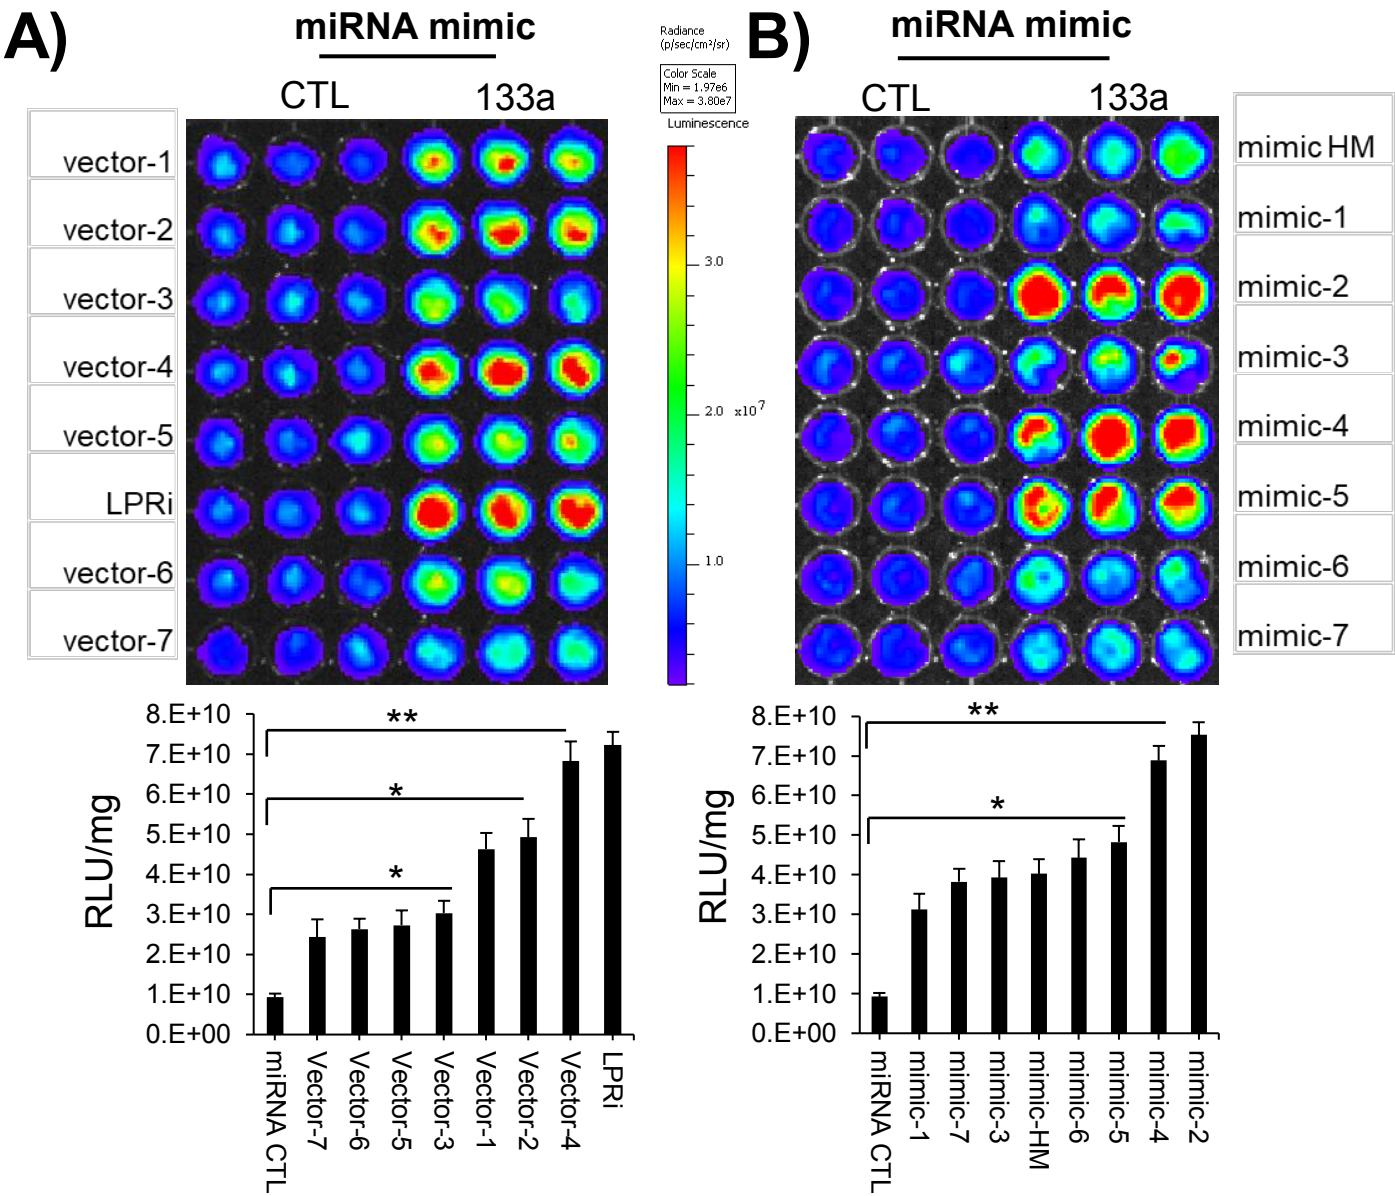 A)
miRNA mimic
CTL 133a
vector-1
vector-2
vector-3
vector-4
vector-5
LPRi
vector-6
vector-7
Radiance
(p/sec/cm²/sr)
Color Scale
Min = 1.97e6
Max = 3.80e7
Luminescence
3.0
2.0 x10⁷
1.0
B)
miRNA mimic
CTL 133a
mimic HM
mimic-1
mimic-2
mimic-3
mimic-4
mimic-5
mimic-6
mimic-7
RLU/mg
8.E+10
7.E+10
6.E+10
5.E+10
4.E+10
3.E+10
2.E+10
1.E+10
0.E+00
**
*
*
miRNA CTL
Vector-7
Vector-6
Vector-5
Vector-3
Vector-1
Vector-2
Vector-4
LPRi
RLU/mg
8.E+10
7.E+10
6.E+10
5.E+10
4.E+10
3.E+10
2.E+10
1.E+10
0.E+00
**
*
miRNA CTL
mimic-1
mimic-7
mimic-3
mimic-HM
mimic-6
mimic-5
mimic-4
mimic-2